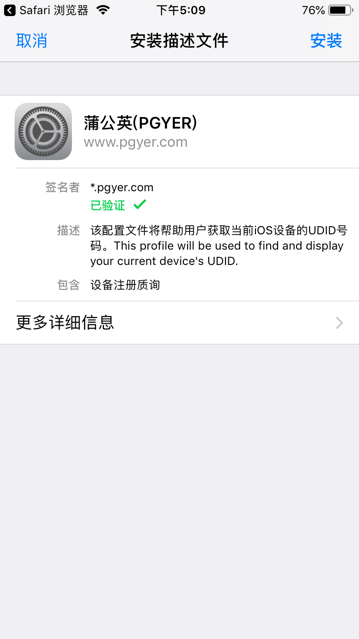 Safari 浏览器 下午5:09 76%
取消 安装描述文件 安装
蒲公英(PGYER)
www.pgyer.com
签名者 *.pgyer.com
已验证
描述 该配置文件将帮助用户获取当前iOS设备的UDID号
码。This profile will be used to find and display
your current device's UDID.
包含 设备注册质询
更多详细信息